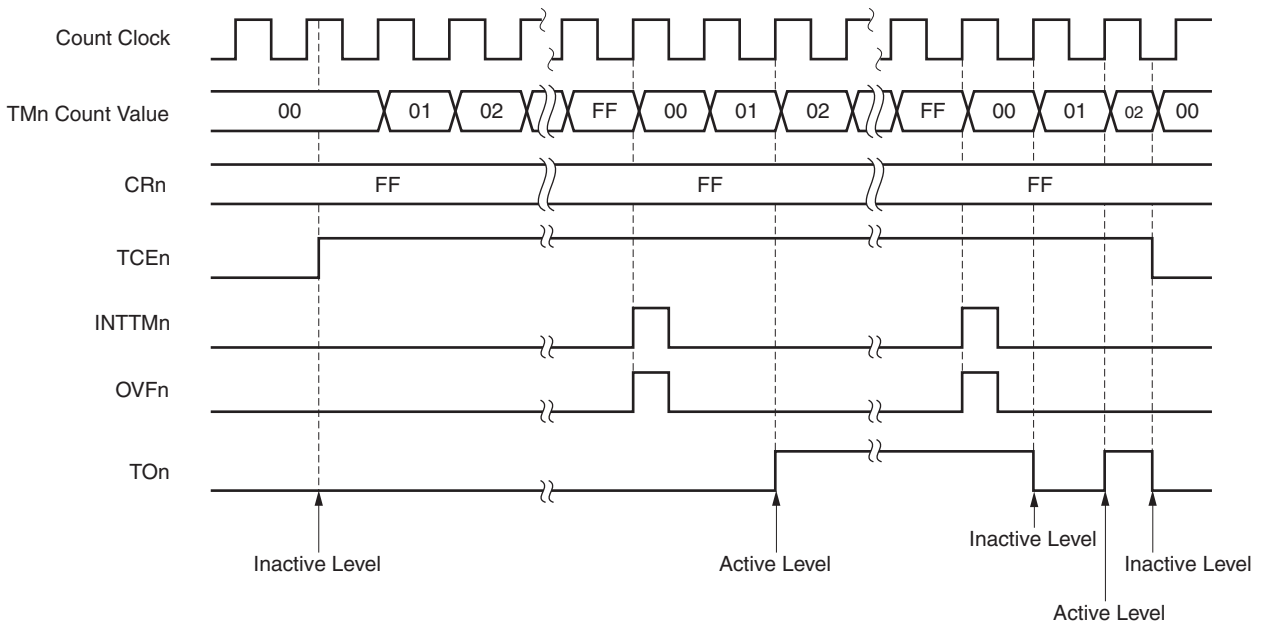 Count Clock
TMn Count Value
00 01 02 FF 00 01 02 FF 00 01 02 00
CRn
FF FF FF
TCEn
INTTMn
OVFn
TOn
Inactive Level
Active Level
Inactive Level
Active Level
Inactive Level